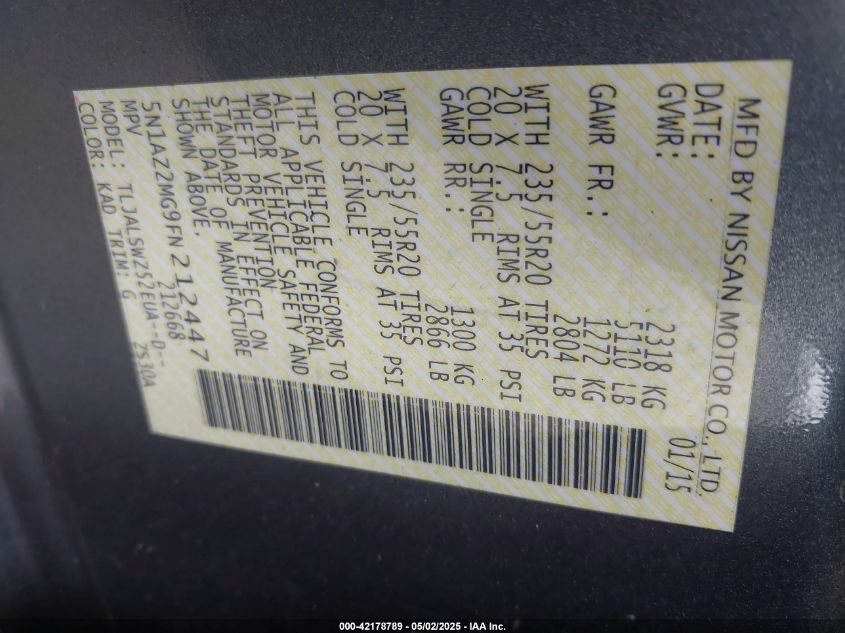 MFD BY NISSAN MOTOR CO., LTD.
DATE: 01/15
GVWR: 2318 KG
5110 LB
GAWR FR.: 1272 KG
2804 LB
WITH 235/55R20 TIRES
20 X 7.5 RIMS AT 35 PSI
COLD SINGLE
GAWR RR.: 1300 KG
2866 LB
WITH 235/55R20 TIRES
20 X 7.5 RIMS AT 35 PSI
COLD SINGLE
THIS VEHICLE CONFORMS TO
ALL APPLICABLE FEDERAL
MOTOR VEHICLE SAFETY AND
THEFT PREVENTION
STANDARDS IN EFFECT ON
THE DATE OF MANUFACTURE
SHOWN ABOVE.
5N1AZ2MG9FN212447
MPV 212668
MODEL: TLJALSWZ52EUA--D--
COLOR: KAD TRIM: G ZS30A
000-42178789 - 05/02/2025 - IAA Inc.